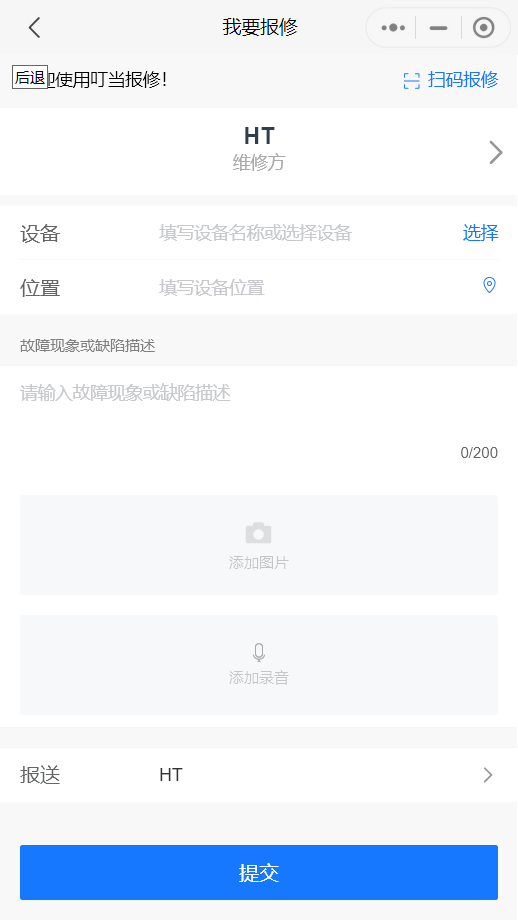 我要报修
后退
迎使用叮当报修!
扫码报修
HT
维修方
设备 填写设备名称或选择设备 选择
位置 填写设备位置
故障现象或缺陷描述
请输入故障现象或缺陷描述
0/200
添加图片
添加录音
报送 HT
提交